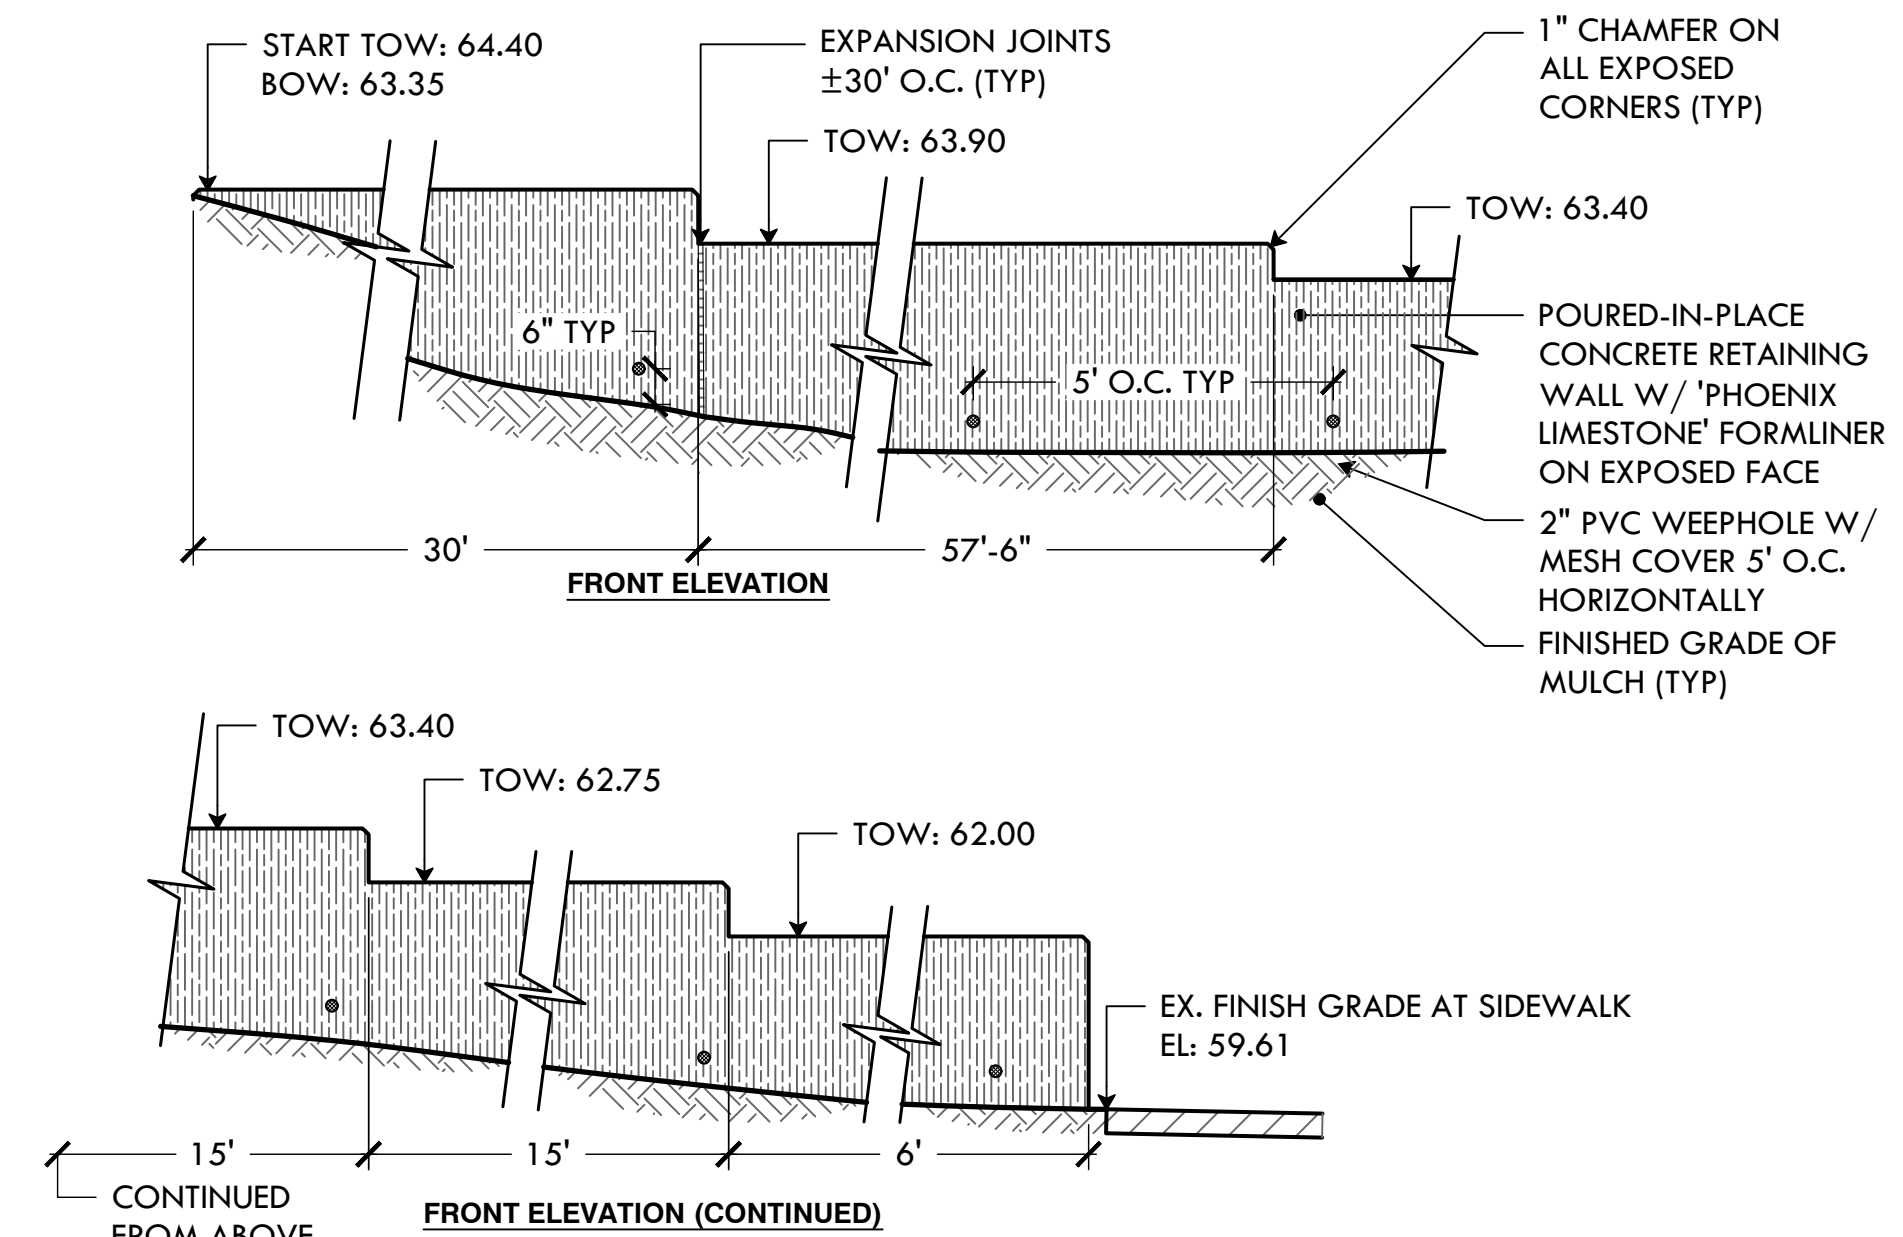 START TOW: 64.40
BOW: 63.35
EXPANSION JOINTS
±30' O.C. (TYP)
TOW: 63.90
1" CHAMFER ON
ALL EXPOSED
CORNERS (TYP)
TOW: 63.40
6" TYP
5' O.C. TYP
POURED-IN-PLACE
CONCRETE RETAINING
WALL W/ 'PHOENIX
LIMESTONE' FORMLINER
ON EXPOSED FACE
2" PVC WEEPHOLE W/
MESH COVER 5' O.C.
HORIZONTALLY
FINISHED GRADE OF
MULCH (TYP)
30'
57'-6"
FRONT ELEVATION
TOW: 63.40
TOW: 62.75
TOW: 62.00
EX. FINISH GRADE AT SIDEWALK
EL: 59.61
15'
15'
6'
CONTINUED
FROM ABOVE
FRONT ELEVATION (CONTINUED)